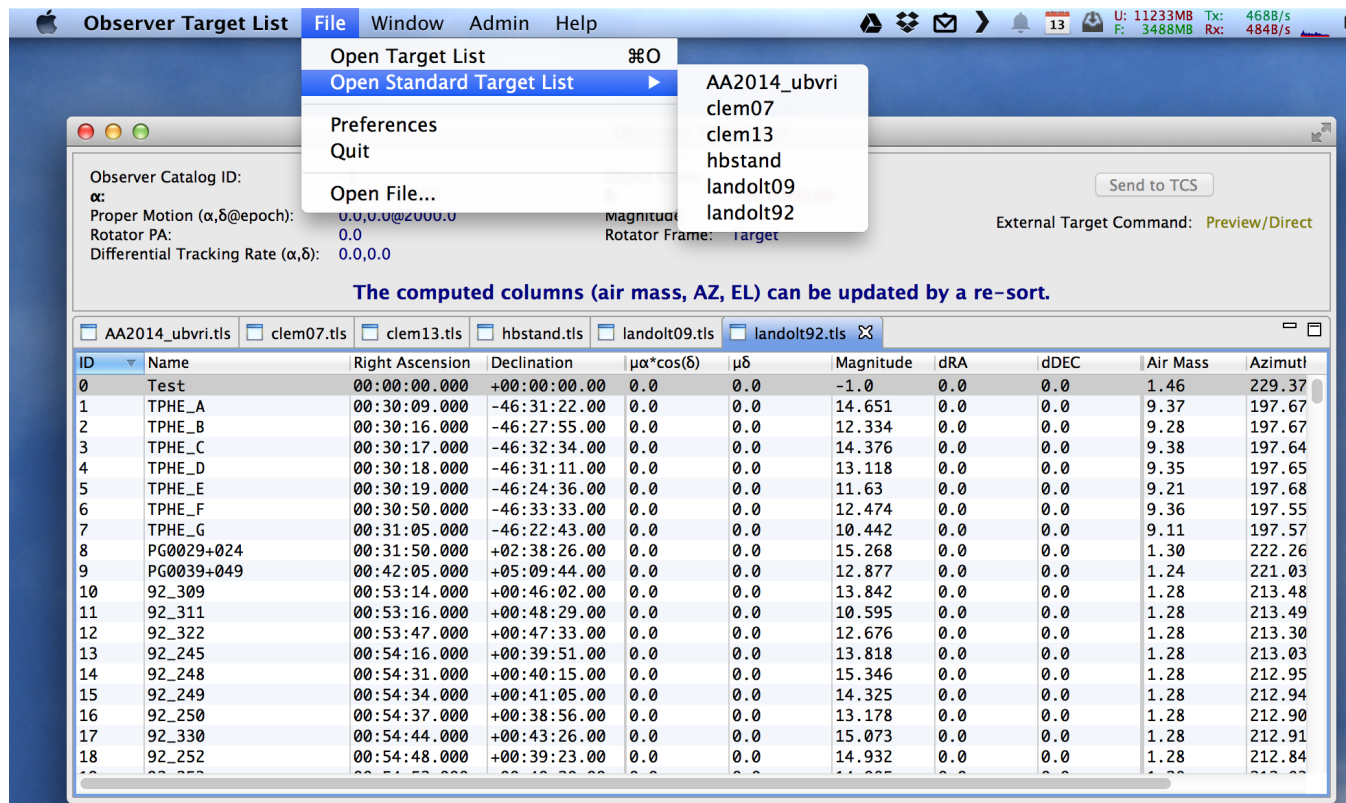 Observer Target List File Window Admin Help 13 U: 11233MB Tx: 468B/s
F: 3488MB Rx: 484B/s
Open Target List ⌘O
Open Standard Target List ▶
Preferences
Quit
Open File...
AA2014_ubvri
clem07
clem13
hbstand
landolt09
landolt92
Observer Catalog ID:
α:
Proper Motion (α,δ@epoch): 0.0,0.0@2000.0 Magnitude
Rotator PA: 0.0 Rotator Frame: Target
Differential Tracking Rate (α,δ): 0.0,0.0
Send to TCS
External Target Command: Preview/Direct
The computed columns (air mass, AZ, EL) can be updated by a re-sort.
AA2014_ubvri.tls clem07.tls clem13.tls hbstand.tls landolt09.tls landolt92.tls
ID Name Right Ascension Declination μα*cos(δ) μδ Magnitude dRA dDEC Air Mass Azimuth
0 Test 00:00:00.000 +00:00:00.00 0.0 0.0 -1.0 0.0 0.0 1.46 229.37
1 TPHE_A 00:30:09.000 -46:31:22.00 0.0 0.0 14.651 0.0 0.0 9.37 197.67
2 TPHE_B 00:30:16.000 -46:27:55.00 0.0 0.0 12.334 0.0 0.0 9.28 197.67
3 TPHE_C 00:30:17.000 -46:32:34.00 0.0 0.0 14.376 0.0 0.0 9.38 197.64
4 TPHE_D 00:30:18.000 -46:31:11.00 0.0 0.0 13.118 0.0 0.0 9.35 197.65
5 TPHE_E 00:30:19.000 -46:24:36.00 0.0 0.0 11.63 0.0 0.0 9.21 197.68
6 TPHE_F 00:30:50.000 -46:33:33.00 0.0 0.0 12.474 0.0 0.0 9.36 197.55
7 TPHE_G 00:31:05.000 -46:22:43.00 0.0 0.0 10.442 0.0 0.0 9.11 197.57
8 PG0029+024 00:31:50.000 +02:38:26.00 0.0 0.0 15.268 0.0 0.0 1.30 222.26
9 PG0039+049 00:42:05.000 +05:09:44.00 0.0 0.0 12.877 0.0 0.0 1.24 221.03
10 92_309 00:53:14.000 +00:46:02.00 0.0 0.0 13.842 0.0 0.0 1.28 213.48
11 92_311 00:53:16.000 +00:48:29.00 0.0 0.0 10.595 0.0 0.0 1.28 213.49
12 92_322 00:53:47.000 +00:47:33.00 0.0 0.0 12.676 0.0 0.0 1.28 213.30
13 92_245 00:54:16.000 +00:39:51.00 0.0 0.0 13.818 0.0 0.0 1.28 213.03
14 92_248 00:54:31.000 +00:40:15.00 0.0 0.0 15.346 0.0 0.0 1.28 212.95
15 92_249 00:54:34.000 +00:41:05.00 0.0 0.0 14.325 0.0 0.0 1.28 212.94
16 92_250 00:54:37.000 +00:38:56.00 0.0 0.0 13.178 0.0 0.0 1.28 212.90
17 92_330 00:54:44.000 +00:43:26.00 0.0 0.0 15.073 0.0 0.0 1.28 212.91
18 92_252 00:54:48.000 +00:39:23.00 0.0 0.0 14.932 0.0 0.0 1.28 212.84